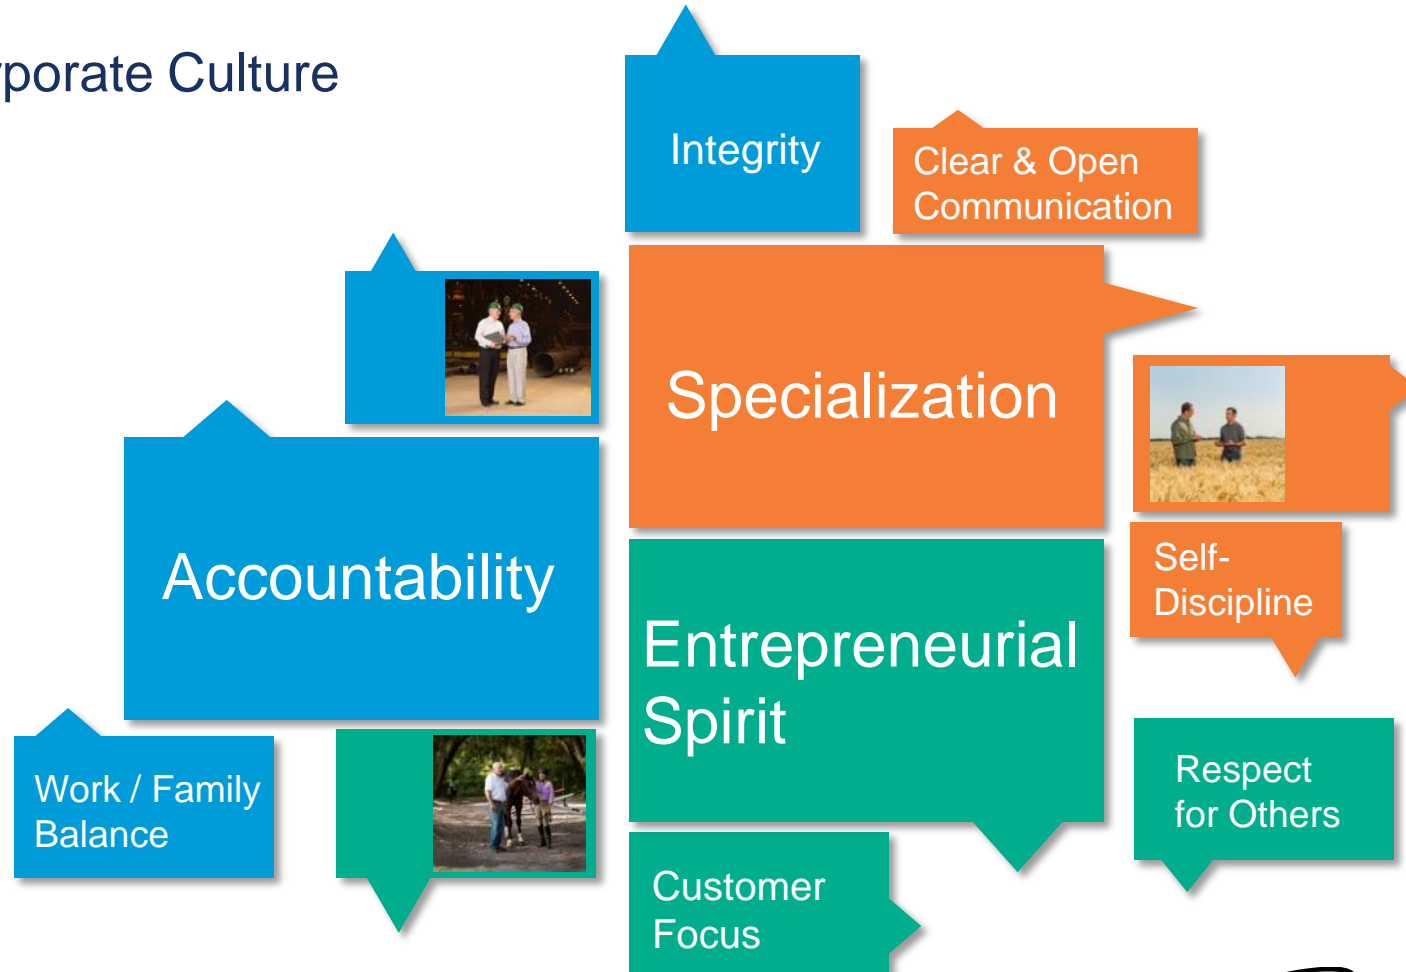 rporate Culture
Integrity
Clear & Open
Communication
Specialization
Accountability
Self-
Discipline
Entrepreneurial
Spirit
Work / Family
Balance
Respect
for Others
Customer
Focus